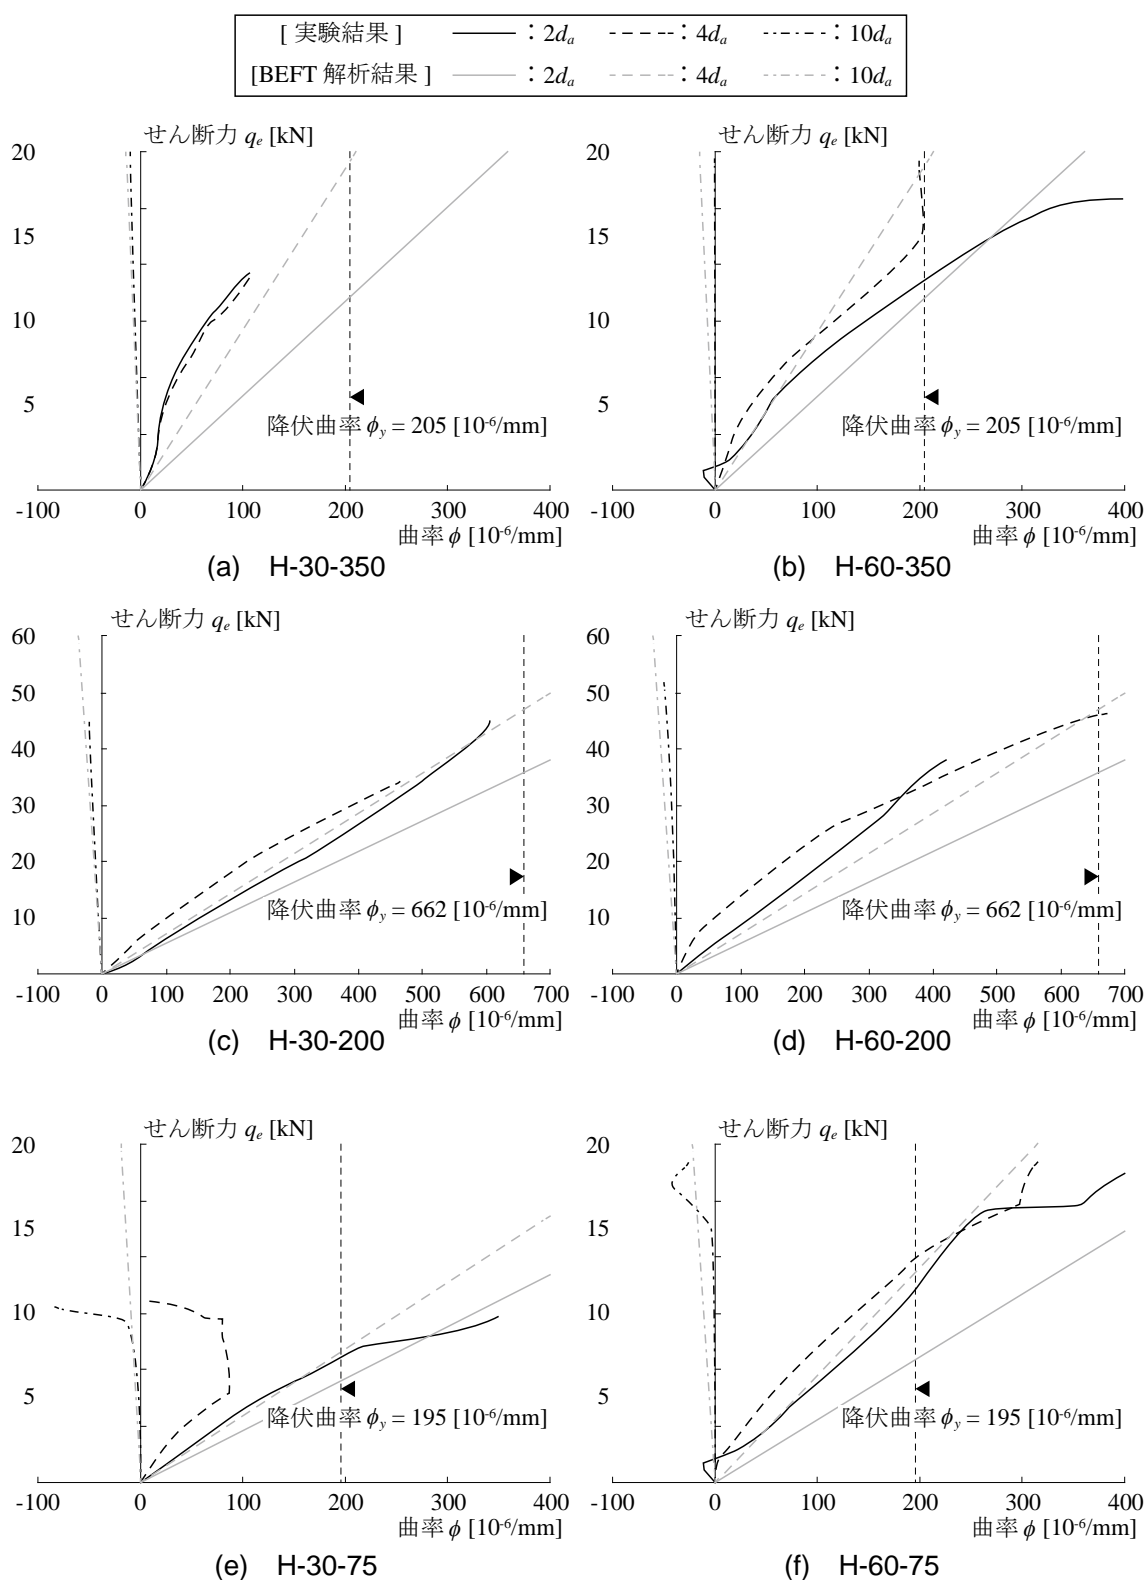 [ 実験結果 ] : 2da : 4da : 10da
[BEFT 解析結果 ] : 2da : 4da : 10da
せん断力 qe [kN]
20
15
10
5
降伏曲率 ϕy = 205 [10-6/mm]
-100 0 100 200 300 400
曲率 ϕ [10-6/mm]
(a) H-30-350
せん断力 qe [kN]
20
15
10
5
降伏曲率 ϕy = 205 [10-6/mm]
-100 0 100 200 300 400
曲率 ϕ [10-6/mm]
(b) H-60-350
せん断力 qe [kN]
60
50
40
30
20
10
降伏曲率 ϕy = 662 [10-6/mm]
-100 0 100 200 300 400 500 600 700
曲率 ϕ [10-6/mm]
(c) H-30-200
せん断力 qe [kN]
60
50
40
30
20
10
降伏曲率 ϕy = 662 [10-6/mm]
-100 0 100 200 300 400 500 600 700
曲率 ϕ [10-6/mm]
(d) H-60-200
せん断力 qe [kN]
20
15
10
5
降伏曲率 ϕy = 195 [10-6/mm]
-100 0 100 200 300 400
曲率 ϕ [10-6/mm]
(e) H-30-75
せん断力 qe [kN]
20
15
10
5
降伏曲率 ϕy = 195 [10-6/mm]
-100 0 100 200 300 400
曲率 ϕ [10-6/mm]
(f) H-60-75